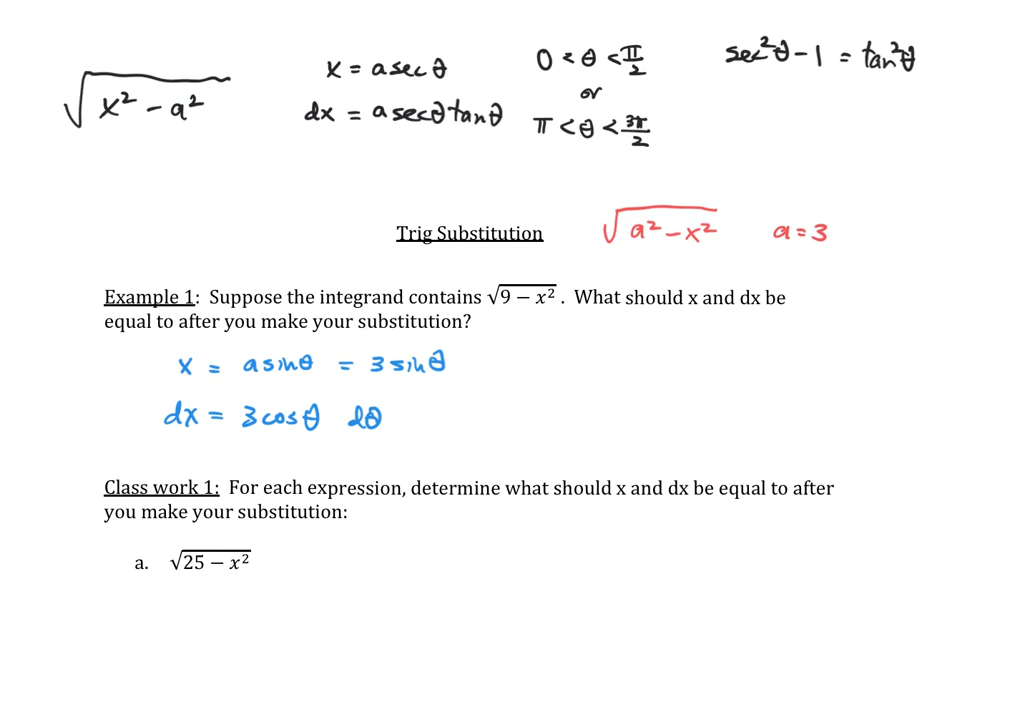 √(x² - a²)    x = a sec θ    0 < θ < π/2    sec²θ - 1 = tan²θ
dx = a secθ tanθ    or
π < θ < 3π/2
Trig Substitution    √(a² - x²)    a = 3
Example 1:  Suppose the integrand contains √(9 − x²) .  What should x and dx be
equal to after you make your substitution?
x = a sinθ = 3 sinθ
dx = 3 cos θ  dθ
Class work 1:  For each expression, determine what should x and dx be equal to after
you make your substitution:
a.  √(25 − x²)